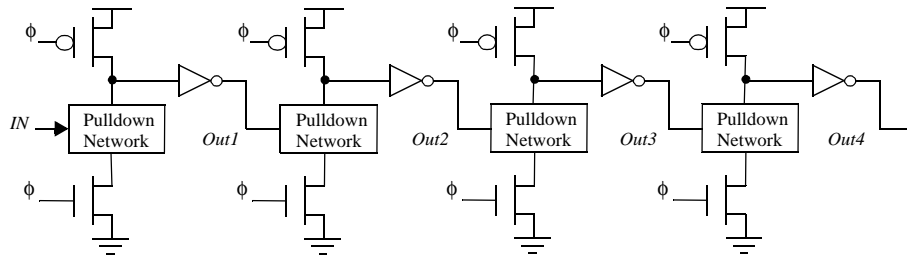 ϕ ϕ ϕ ϕ
IN Pulldown Network Out1 Pulldown Network Out2 Pulldown Network Out3 Pulldown Network Out4
ϕ ϕ ϕ ϕ